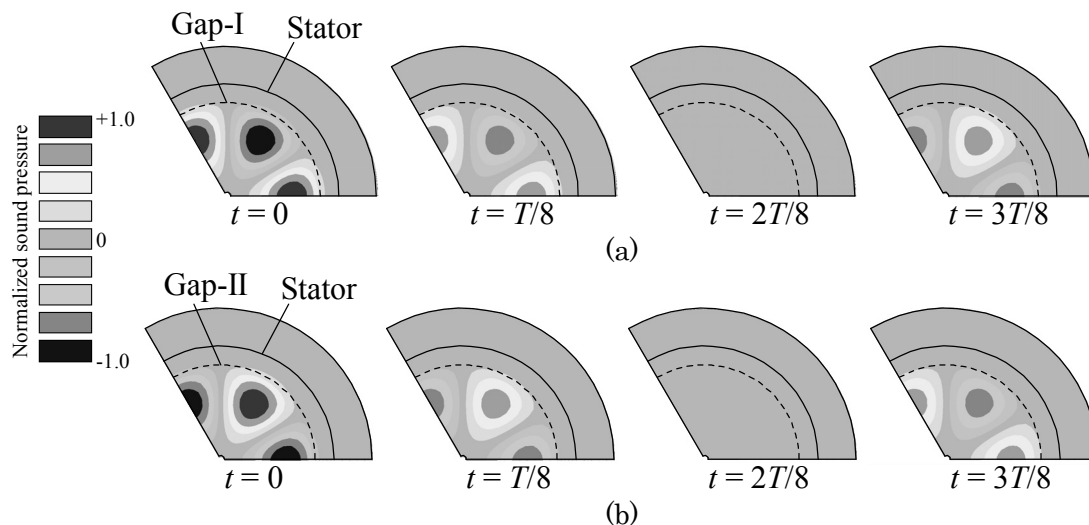 Gap-I Stator
Normalized sound pressure
+1.0
0
-1.0
t = 0 t = T/8 t = 2T/8 t = 3T/8
(a)
Gap-II Stator
t = 0 t = T/8 t = 2T/8 t = 3T/8
(b)